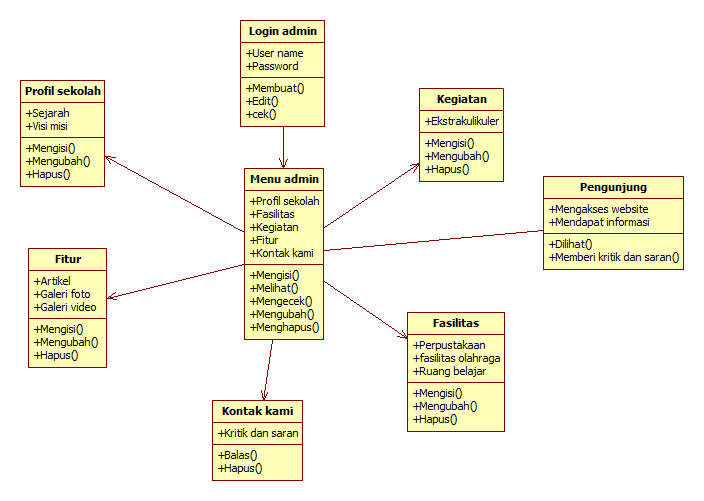 Login admin
+User name
+Password
+Membuat()
+Edit()
+cek()
Profil sekolah
+Sejarah
+Visi misi
+Mengisi()
+Mengubah()
+Hapus()
Kegiatan
+Ekstrakulikuler
+Mengisi()
+Mengubah()
+Hapus()
Menu admin
+Profil sekolah
+Fasilitas
+Kegiatan
+Fitur
+Kontak kami
+Mengisi()
+Melihat()
+Mengecek()
+Mengubah()
+Menghapus()
Pengunjung
+Mengakses website
+Mendapat informasi
+Dilihat()
+Memberi kritik dan saran()
Fitur
+Artikel
+Galeri foto
+Galeri video
+Mengisi()
+Mengubah()
+Hapus()
Fasilitas
+Perpustakaan
+fasilitas olahraga
+Ruang belajar
+Mengisi()
+Mengubah()
+Hapus()
Kontak kami
+Kritik dan saran
+Balas()
+Hapus()